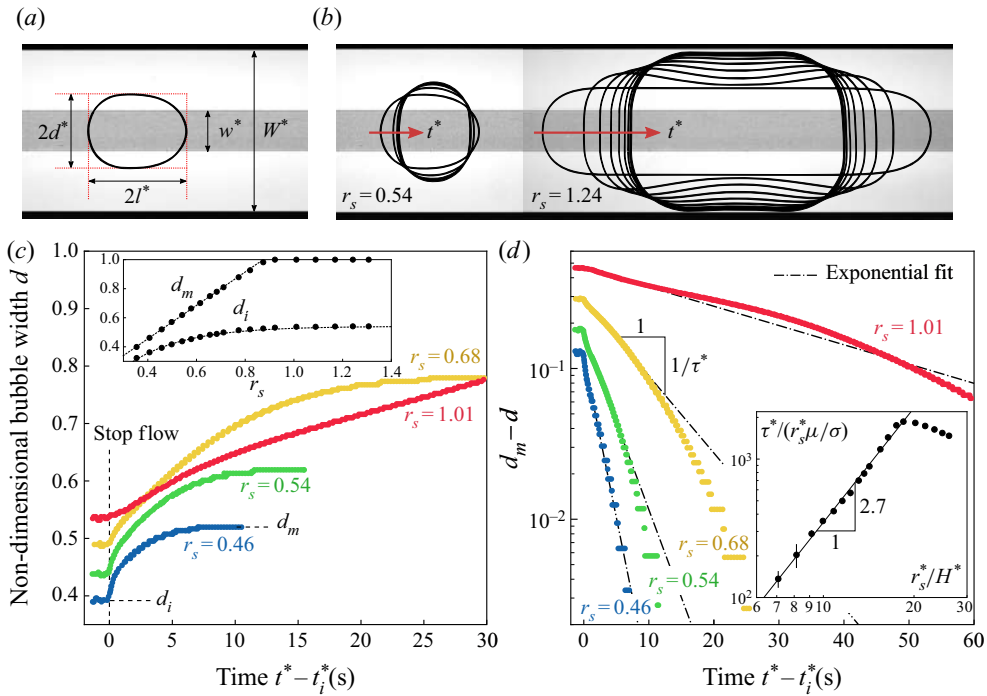 (a)
2d*
w*
W*
2l*
(b)
t*
t*
r_s = 0.54
r_s = 1.24
(c)
1.0
0.9
0.8
0.7
0.6
0.5
0.4
Non-dimensional bubble width d
1.0
0.8
0.6
0.4
d_m
d_i
0.4 0.6 0.8 1.0 1.2 1.4
r_s
r_s = 0.68
r_s = 1.01
Stop flow
r_s = 0.54
r_s = 0.46
d_m
d_i
0 5 10 15 20 25 30
Time t* – t_i* (s)
(d)
Exponential fit
r_s = 1.01
1
1/τ*
10^–1
10^–2
d_m – d
r_s = 0.68
r_s = 0.54
r_s = 0.46
τ*/(r_s*μ/σ)
10^3
10^2
2.7
1
r_s*/H*
6 7 8 9 10 20 30
0 10 20 30 40 50 60
Time t* – t_i* (s)